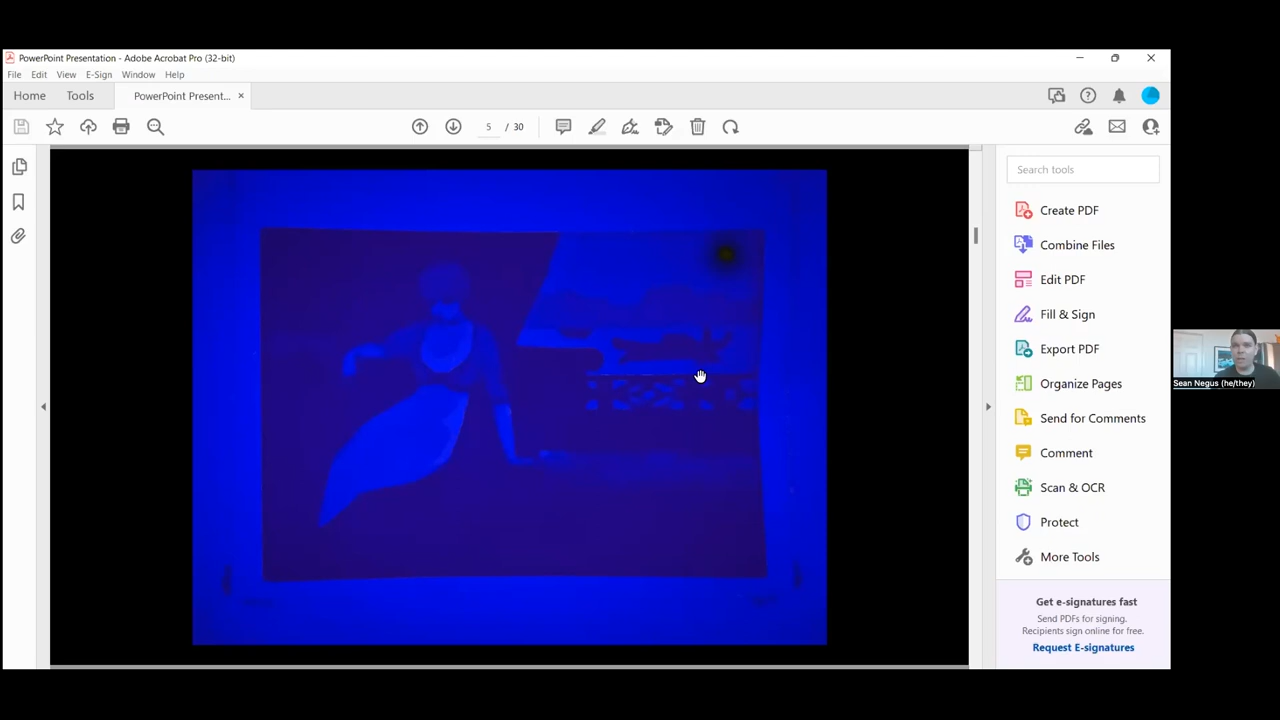 PowerPoint Presentation - Adobe Acrobat Pro (32-bit)
File Edit View E-Sign Window Help
Home Tools PowerPoint Present... ×
5 / 30
Search tools
Create PDF
Combine Files
Edit PDF
Fill & Sign
Export PDF
Organize Pages
Send for Comments
Comment
Scan & OCR
Protect
More Tools
Get e-signatures fast
Send PDFs for signing.
Recipients sign online for free.
Request E-signatures
Sean Negus (he/they)